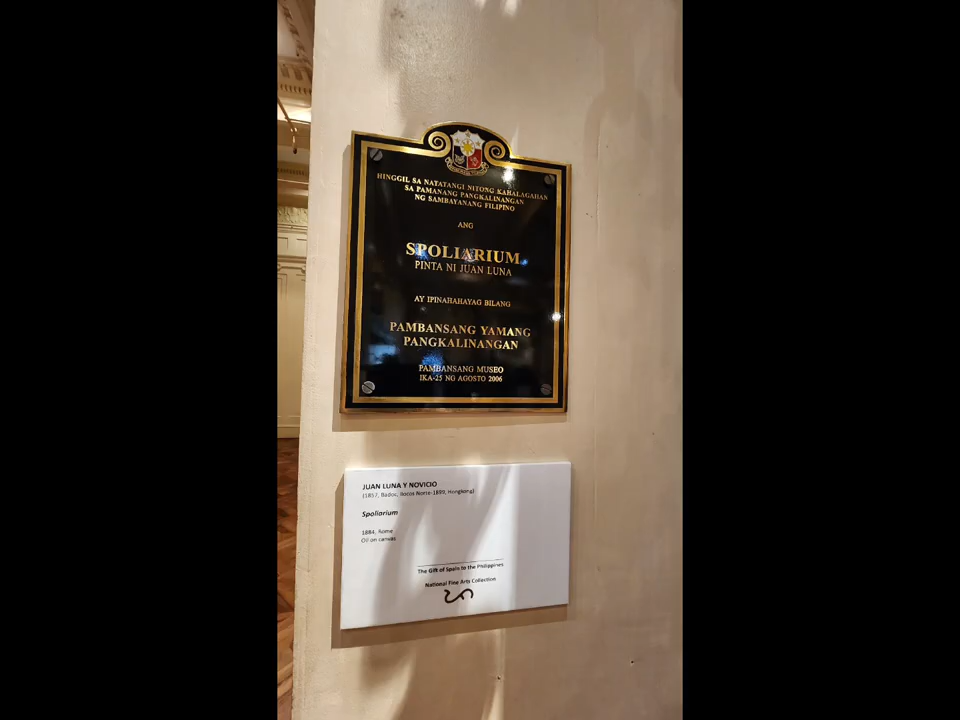 HINGGIL SA NATATANGI NITONG KAHALAGAHAN
SA PAMANANG PANGKALINANGAN
NG SAMBAYANANG FILIPINO
ANG
SPOLIARIUM
PINTA NI JUAN LUNA
AY IPINAHAHAYAG BILANG
PAMBANSANG YAMANG
PANGKALINANGAN
PAMBANSANG MUSEO
IKA-25 NG AGOSTO 2006
JUAN LUNA Y NOVICIO
(1857, Badoc, Ilocos Norte-1899, Hongkong)
Spoliarium
1884, Rome
Oil on canvas
The Gift of Spain to the Philippines
National Fine Arts Collection